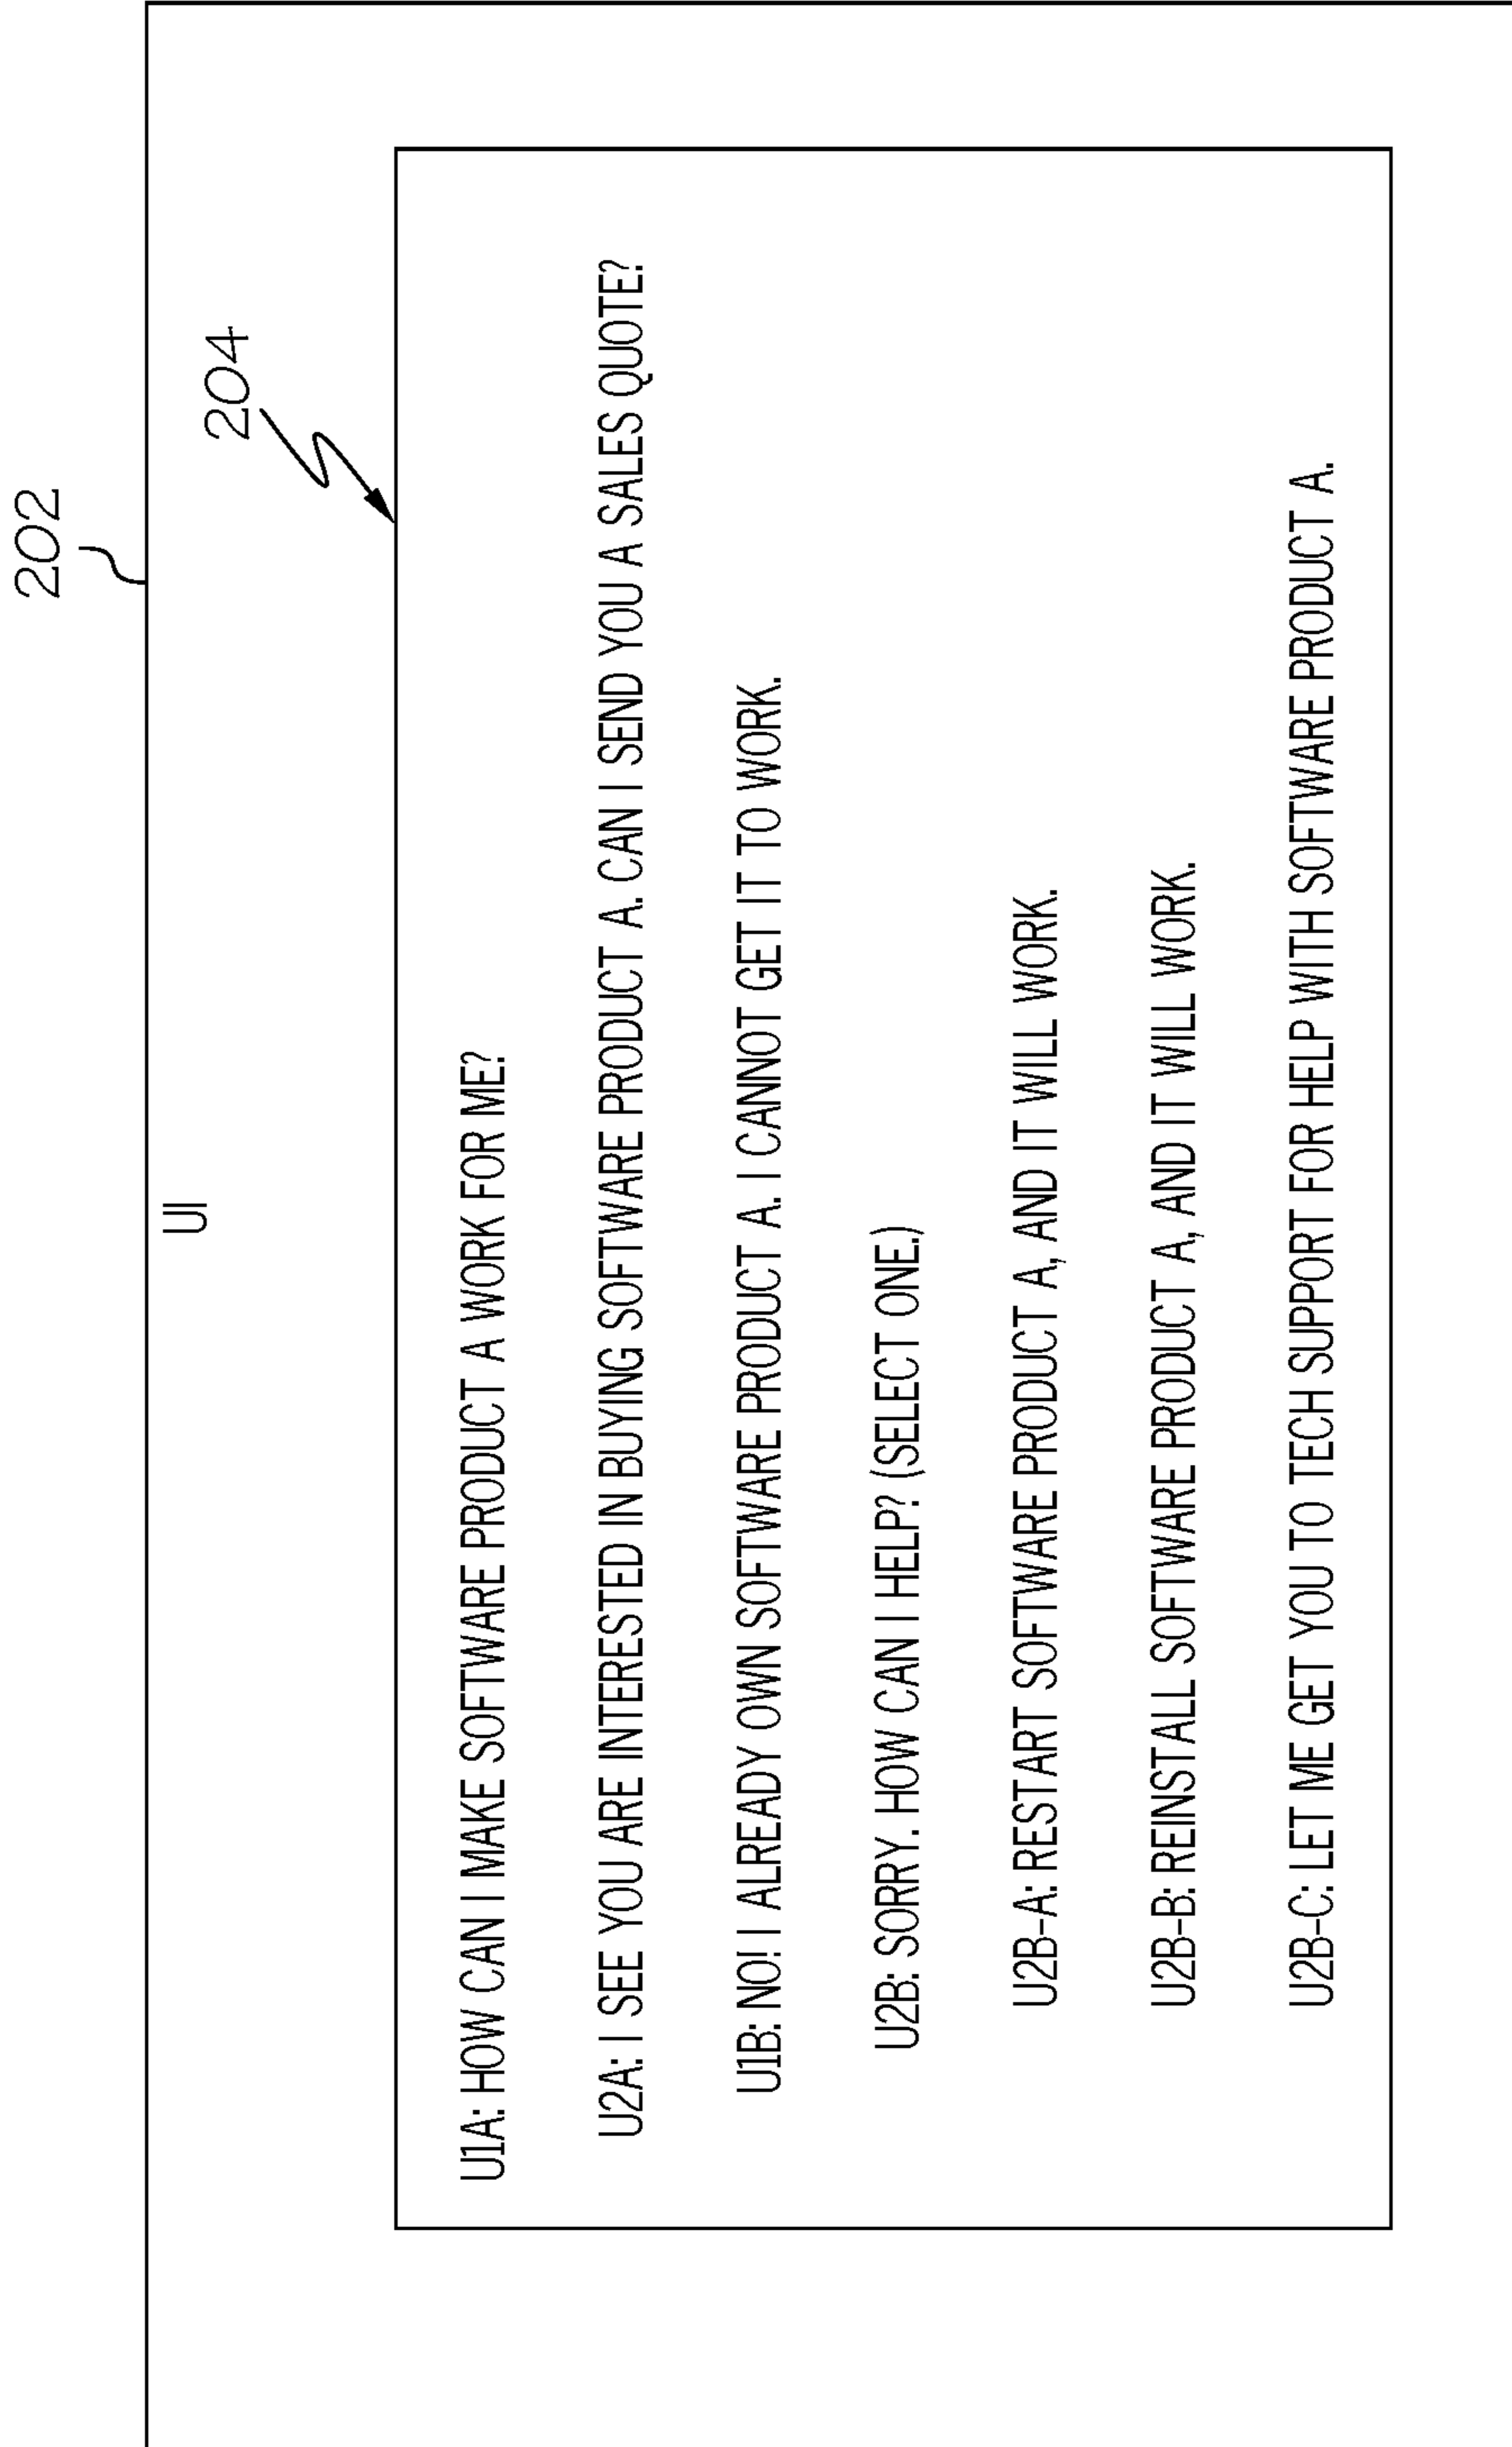 202
UI
204
U1A: HOW CAN I MAKE SOFTWARE PRODUCT A WORK FOR ME?
U2A: I SEE YOU ARE INTERESTED IN BUYING SOFTWARE PRODUCT A. CAN I SEND YOU A SALES QUOTE?
U1B: NO! I ALREADY OWN SOFTWARE PRODUCT A. I CANNOT GET IT TO WORK.
U2B: SORRY. HOW CAN I HELP? (SELECT ONE.)
U2B-A: RESTART SOFTWARE PRODUCT A, AND IT WILL WORK.
U2B-B: REINSTALL SOFTWARE PRODUCT A, AND IT WILL WORK.
U2B-C: LET ME GET YOU TO TECH SUPPORT FOR HELP WITH SOFTWARE PRODUCT A.